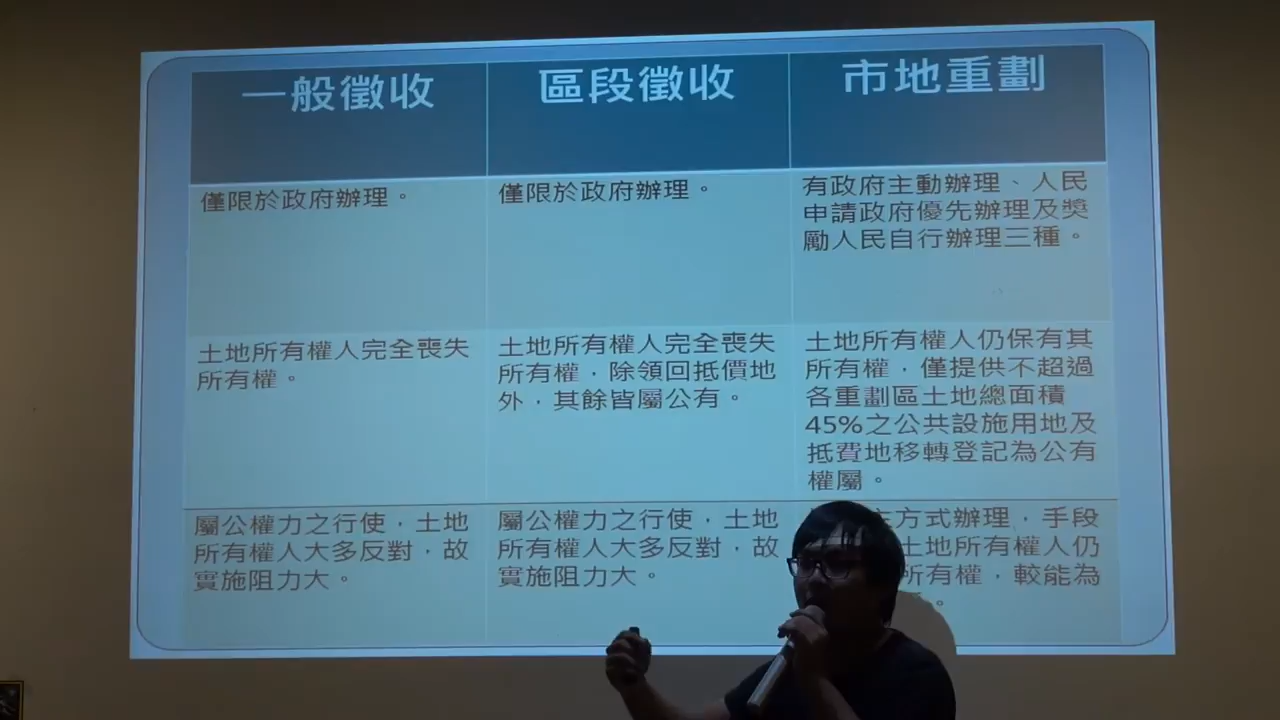 一般徵收
區段徵收
市地重劃
僅限於政府辦理。
僅限於政府辦理。
有政府主動辦理、人民
申請政府優先辦理及獎
勵人民自行辦理三種。
土地所有權人完全喪失
所有權。
土地所有權人完全喪失
所有權，除領回抵價地
外，其餘皆屬公有。
土地所有權人仍保有其
所有權，僅提供不超過
各重劃區土地總面積
45%之公共設施用地及
抵費地移轉登記為公有
權屬。
屬公權力之行使，土地
所有權人大多反對，故
實施阻力大。
屬公權力之行使，土地
所有權人大多反對，故
實施阻力大。
方式辦理，手段
土地所有權人仍
所有權，較能為
。